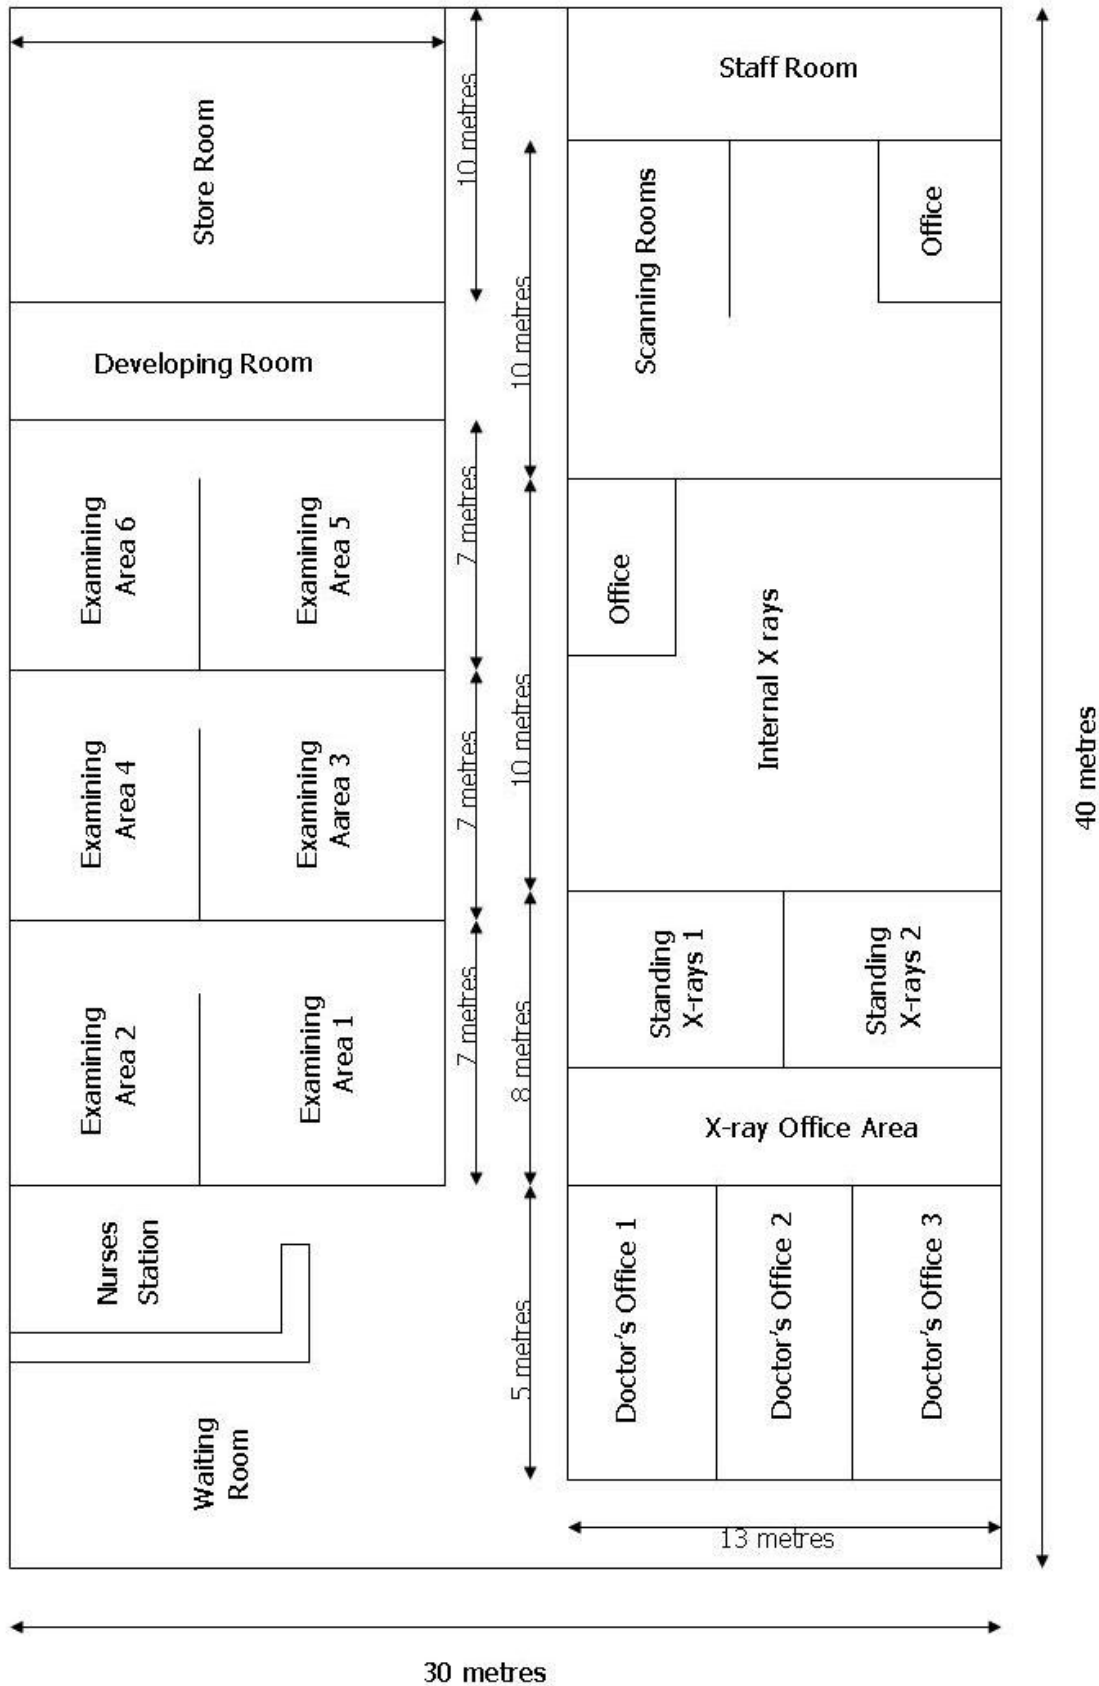 Staff Room
Store Room
10 metres
Scanning Rooms
Office
10 metres
Developing Room
Examining
Area 6
Examining
Area 5
7 metres
Office
Internal X rays
10 metres
40 metres
Examining
Area 4
Examining
Aarea 3
7 metres
Standing
X-rays 1
Standing
X-rays 2
Examining
Area 2
Examining
Area 1
7 metres
8 metres
X-ray Office Area
Nurses
Station
Doctor's Office 1
Doctor's Office 2
Doctor's Office 3
5 metres
Waiting
Room
13 metres
30 metres